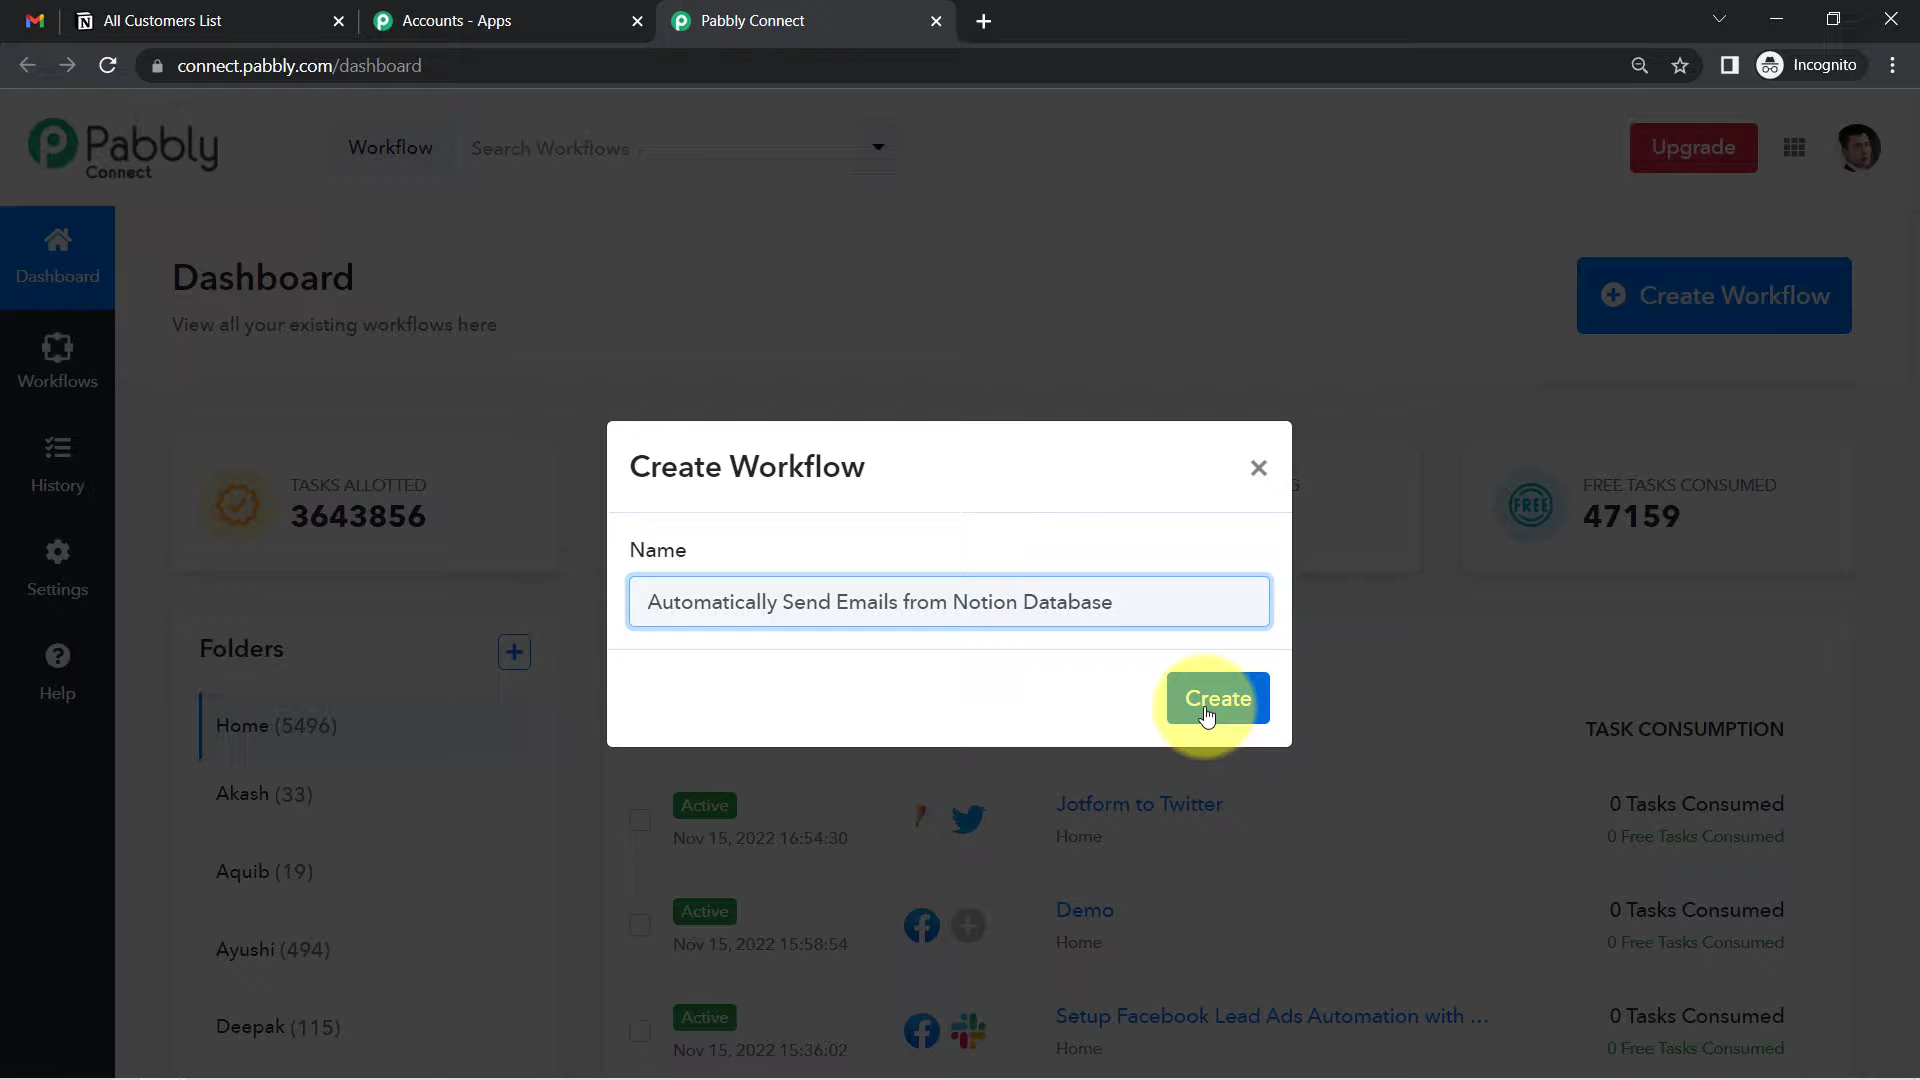 All Customers List
Accounts - Apps
Pabbly Connect
connect.pabbly.com/dashboard
Incognito
Pabbly
Connect
Workflow
Search Workflows
Upgrade
Dashboard
Workflows
History
Settings
Help
Dashboard
View all your existing workflows here
Create Workflow
TASKS ALLOTTED
3643856
FREE
FREE TASKS CONSUMED
47159
Create Workflow
Name
Automatically Send Emails from Notion Database
Create
Folders
Home (5496)
Akash (33)
Aquib (19)
Ayushi (494)
Deepak (115)
TASK CONSUMPTION
Active
Nov 15, 2022 16:54:30
Jotform to Twitter
Home
0 Tasks Consumed
0 Free Tasks Consumed
Active
Nov 15, 2022 15:58:54
Demo
Home
0 Tasks Consumed
0 Free Tasks Consumed
Active
Nov 15, 2022 15:36:02
Setup Facebook Lead Ads Automation with ...
Home
0 Tasks Consumed
0 Free Tasks Consumed